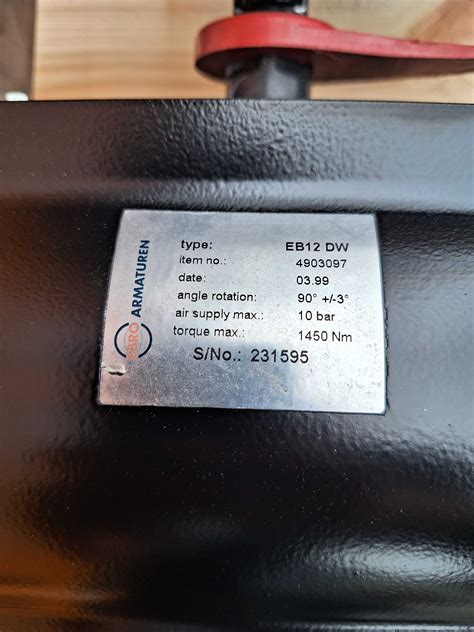 EBRO ARMATUREN
type: EB12 DW
item no.: 4903097
date: 03.99
angle rotation: 90° +/-3°
air supply max.: 10 bar
torque max.: 1450 Nm
S/No.: 231595